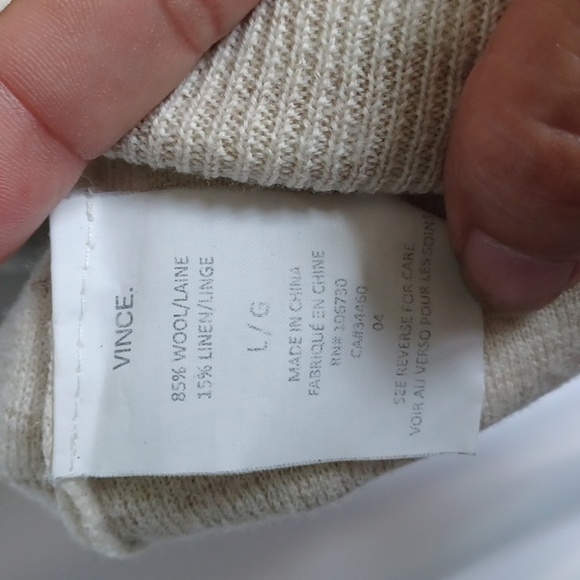 VINCE.
85% WOOL/LAINE
15% LINEN/LINGE
L / G
MADE IN CHINA
FABRIQUÉ EN CHINE
RN# 106730
CA#34460
04
SEE REVERSE FOR CARE
VOIR AU VERSO POUR LES SOINS